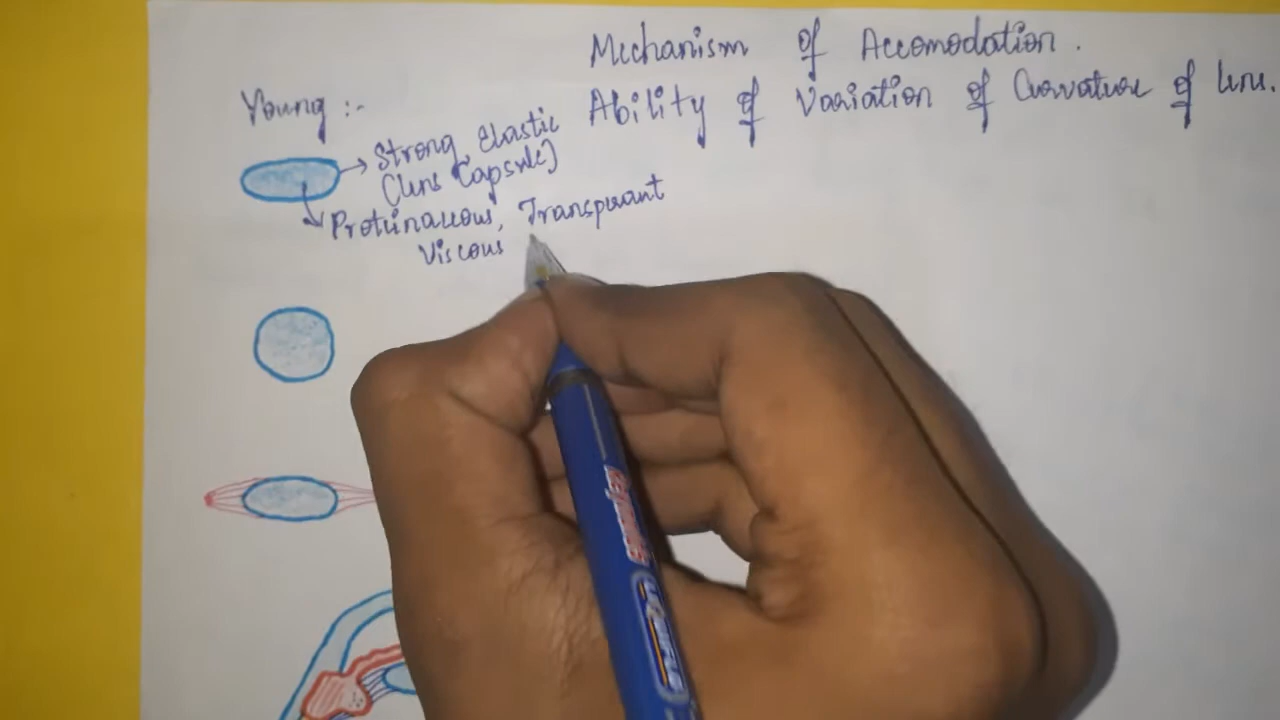 Mechanism of Accomodation.
Ability of Variation of Curvature of lens.
Young :-
Strong, Elastic
(lens Capsule)
Proteinaceous, Transparent
Viscous